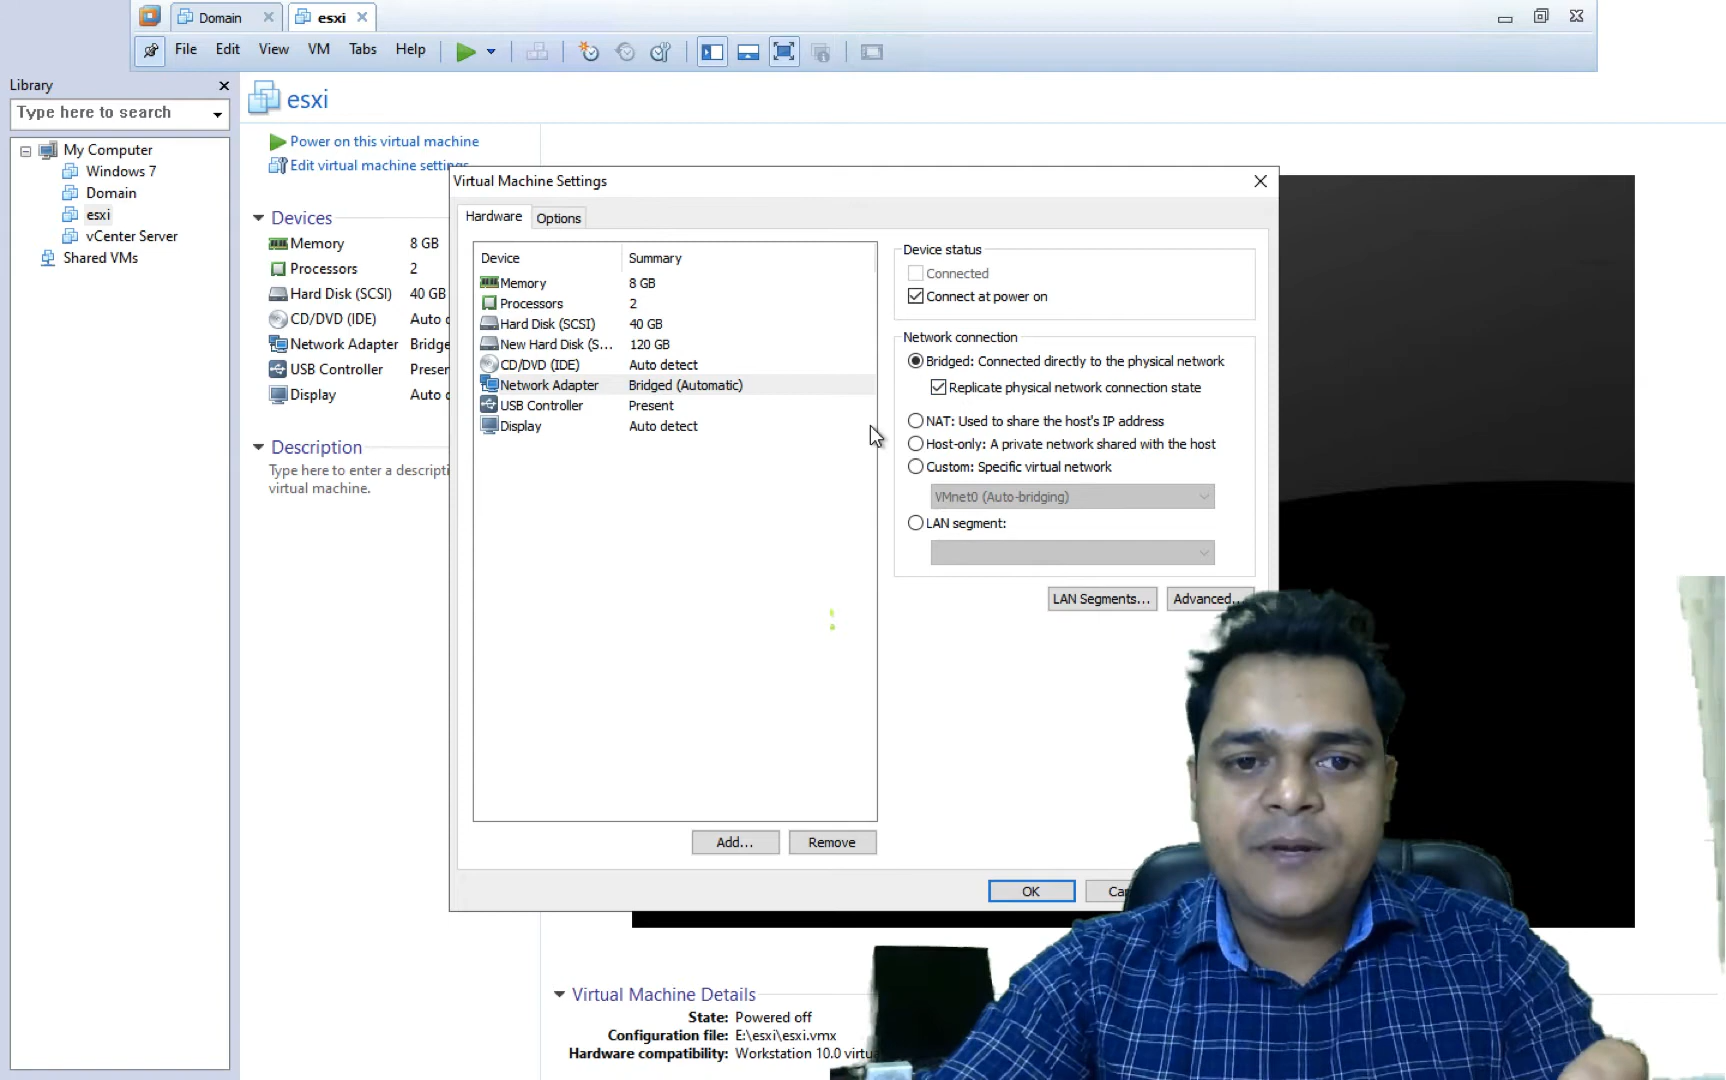 Domain
esxi
File Edit View VM Tabs Help
Library
Type here to search
My Computer
Windows 7
Domain
esxi
vCenter Server
Shared VMs
esxi
Power on this virtual machine
Edit virtual machine settings
Devices
Memory 8 GB
Processors 2
Hard Disk (SCSI) 40 GB
CD/DVD (IDE) Auto d
Network Adapter Bridge
USB Controller Presen
Display Auto d
Description
Type here to enter a descripti
virtual machine.
Virtual Machine Settings
Hardware Options
Device Summary
Memory 8 GB
Processors 2
Hard Disk (SCSI) 40 GB
New Hard Disk (S... 120 GB
CD/DVD (IDE) Auto detect
Network Adapter Bridged (Automatic)
USB Controller Present
Display Auto detect
Add... Remove
Device status
Connected
Connect at power on
Network connection
Bridged: Connected directly to the physical network
Replicate physical network connection state
NAT: Used to share the host's IP address
Host-only: A private network shared with the host
Custom: Specific virtual network
VMnet0 (Auto-bridging)
LAN segment:
LAN Segments... Advanced...
OK Can
Virtual Machine Details
State: Powered off
Configuration file: E:\esxi\esxi.vmx
Hardware compatibility: Workstation 10.0 virtua